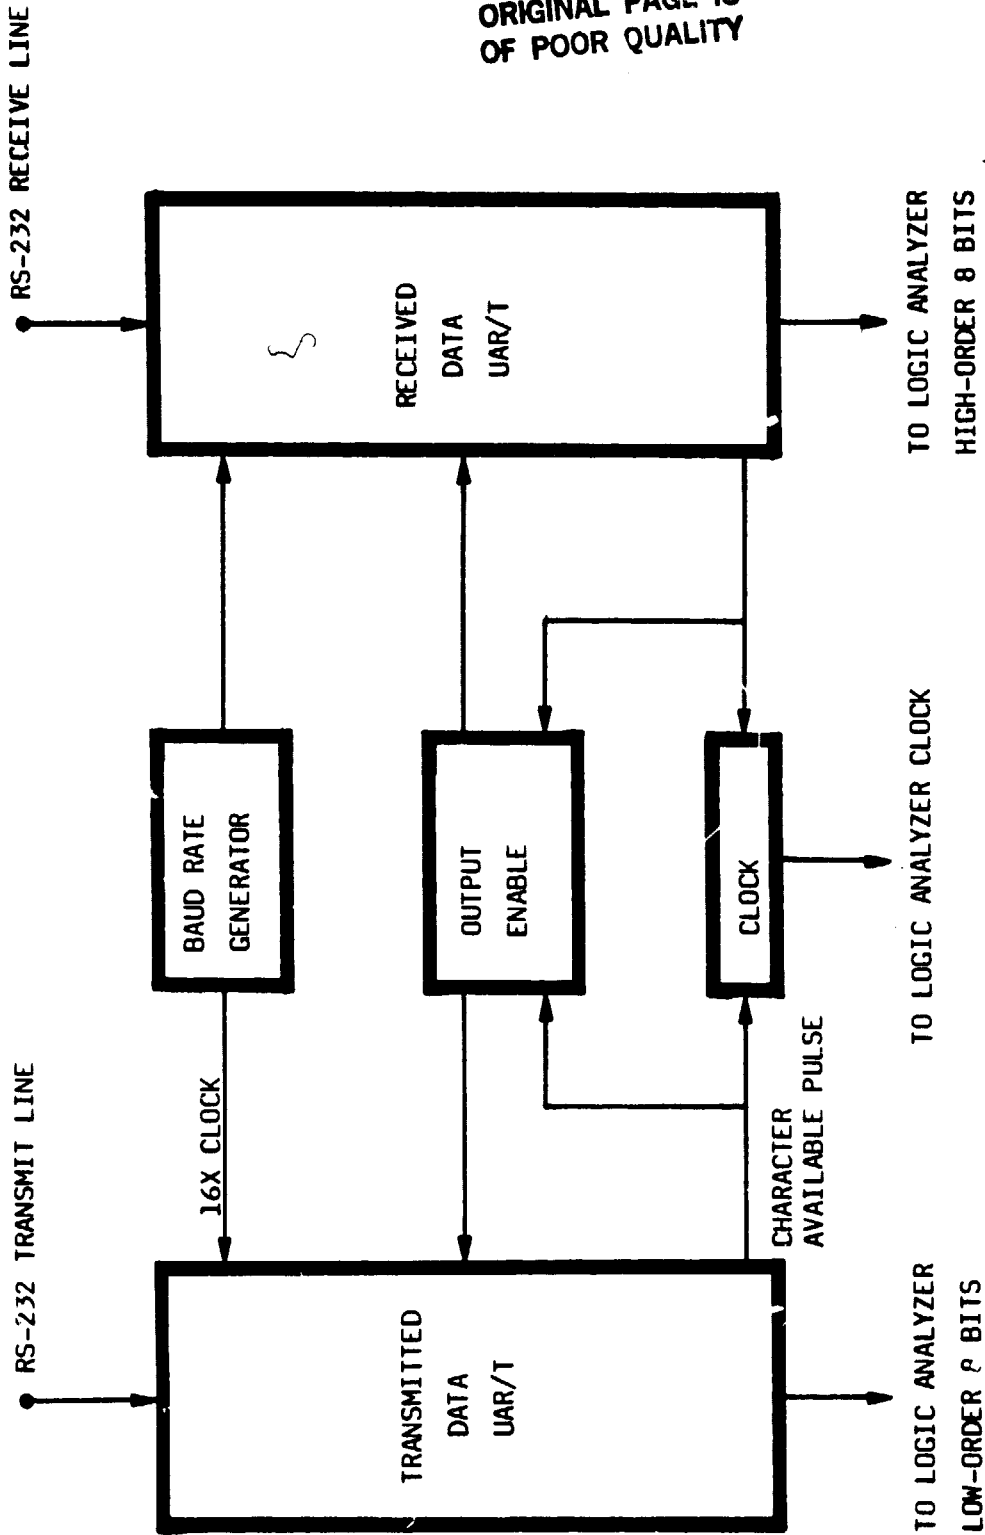 ORIGINAL PAGE IS
OF POOR QUALITY
RS-232 TRANSMIT LINE
RS-232 RECEIVE LINE
TRANSMITTED
DATA
UAR/T
16X CLOCK
BAUD RATE
GENERATOR
OUTPUT
ENABLE
CLOCK
CHARACTER
AVAILABLE PULSE
RECEIVED
DATA
UAR/T
TO LOGIC ANALYZER
LOW-ORDER 8 BITS
TO LOGIC ANALYZER CLOCK
TO LOGIC ANALYZER
HIGH-ORDER 8 BITS